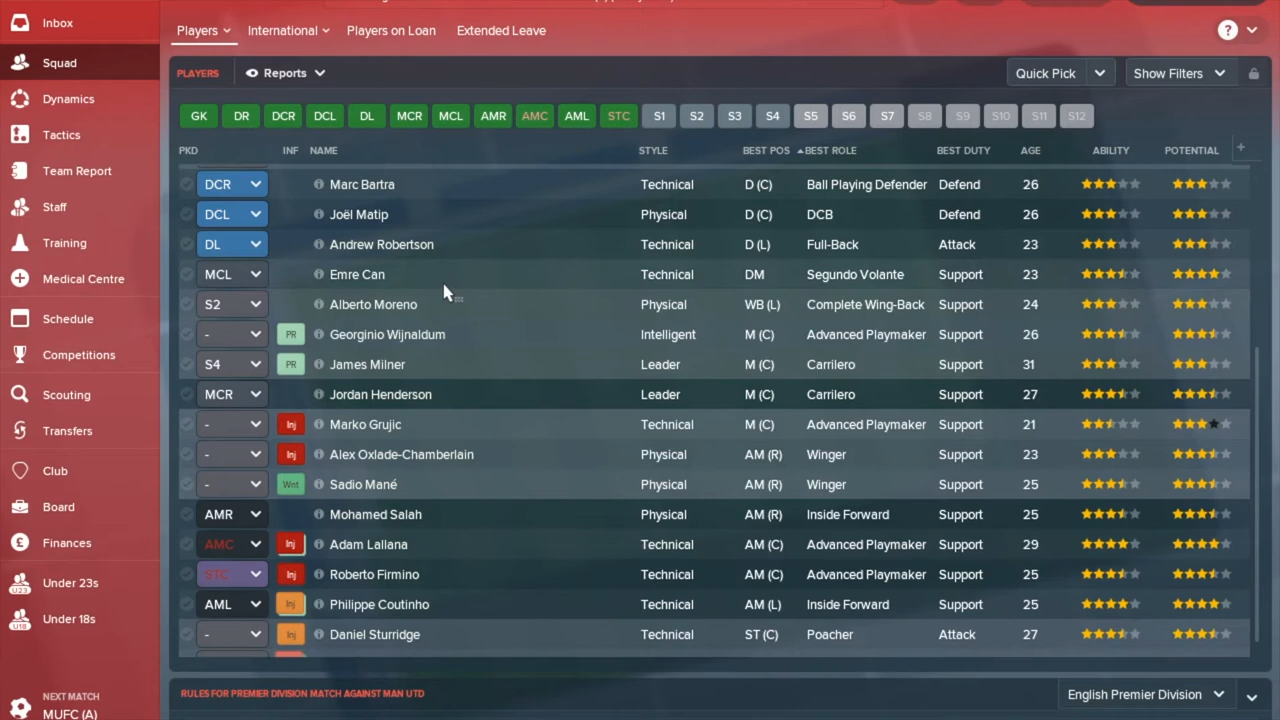 Inbox
Squad
Dynamics
Tactics
Team Report
Staff
Training
Medical Centre
Schedule
Competitions
Scouting
Transfers
Club
Board
Finances
Under 23s
Under 18s
NEXT MATCH
MUFC (A)
Players International Players on Loan Extended Leave ?
PLAYERS Reports Quick Pick Show Filters
GK DR DCR DCL DL MCR MCL AMR AMC AML STC S1 S2 S3 S4 S5 S6 S7 S8 S9 S10 S11 S12
PKD INF NAME STYLE BEST POS BEST ROLE BEST DUTY AGE ABILITY POTENTIAL +
DCR Marc Bartra Technical D (C) Ball Playing Defender Defend 26
DCL Joël Matip Physical D (C) DCB Defend 26
DL Andrew Robertson Technical D (L) Full-Back Attack 23
MCL Emre Can Technical DM Segundo Volante Support 23
S2 Alberto Moreno Physical WB (L) Complete Wing-Back Support 24
- PR Georginio Wijnaldum Intelligent M (C) Advanced Playmaker Support 26
S4 PR James Milner Leader M (C) Carrilero Support 31
MCR Jordan Henderson Leader M (C) Carrilero Support 27
- Inj Marko Grujic Technical M (C) Advanced Playmaker Support 21
- Inj Alex Oxlade-Chamberlain Physical AM (R) Winger Support 23
- Wnt Sadio Mané Physical AM (R) Winger Support 25
AMR Mohamed Salah Physical AM (R) Inside Forward Support 25
AMC Inj Adam Lallana Technical AM (C) Advanced Playmaker Support 29
STC Inj Roberto Firmino Technical AM (C) Advanced Playmaker Support 25
AML Inj Philippe Coutinho Technical AM (L) Inside Forward Support 25
- Inj Daniel Sturridge Technical ST (C) Poacher Attack 27
RULES FOR PREMIER DIVISION MATCH AGAINST MAN UTD English Premier Division